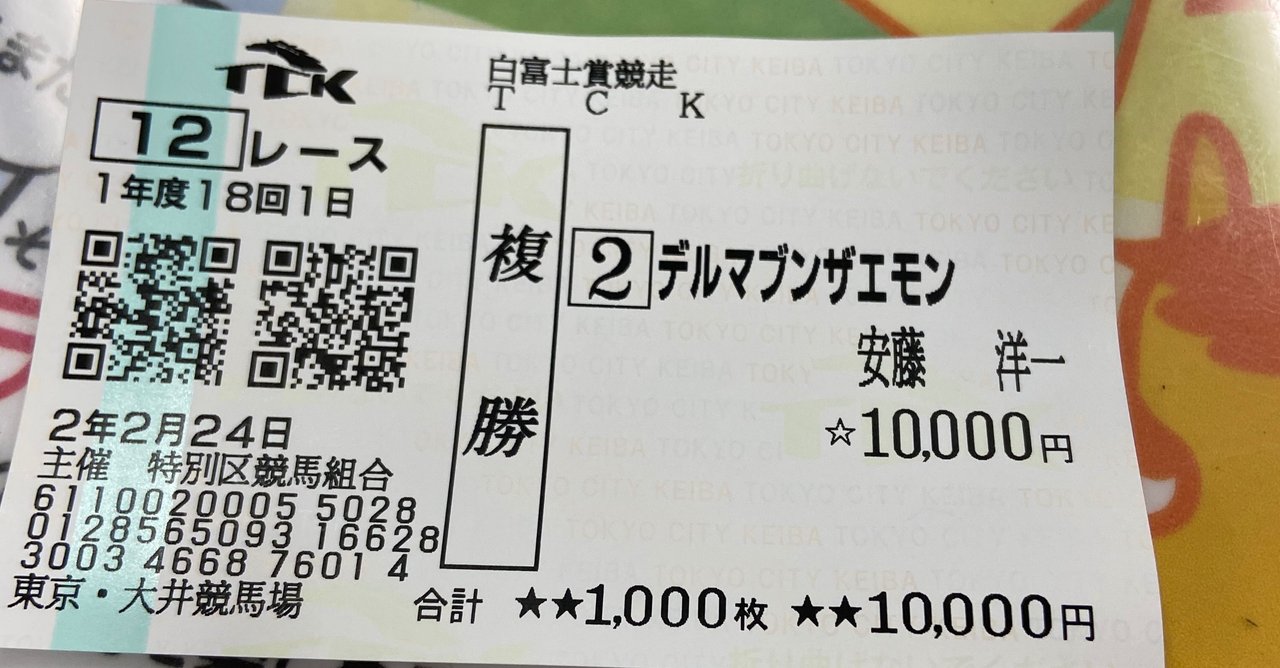 TCK
白富士賞競走
T C K
12 レース
1年度18回1日
複勝
2 デルマブンザエモン
安藤 洋一
☆10,000円
2年2月24日
主催 特別区競馬組合
6110020005 5028
0128565093 16628
3003 4668 7601 4
東京・大井競馬場
合計 ★★1,000枚 ★★10,000円